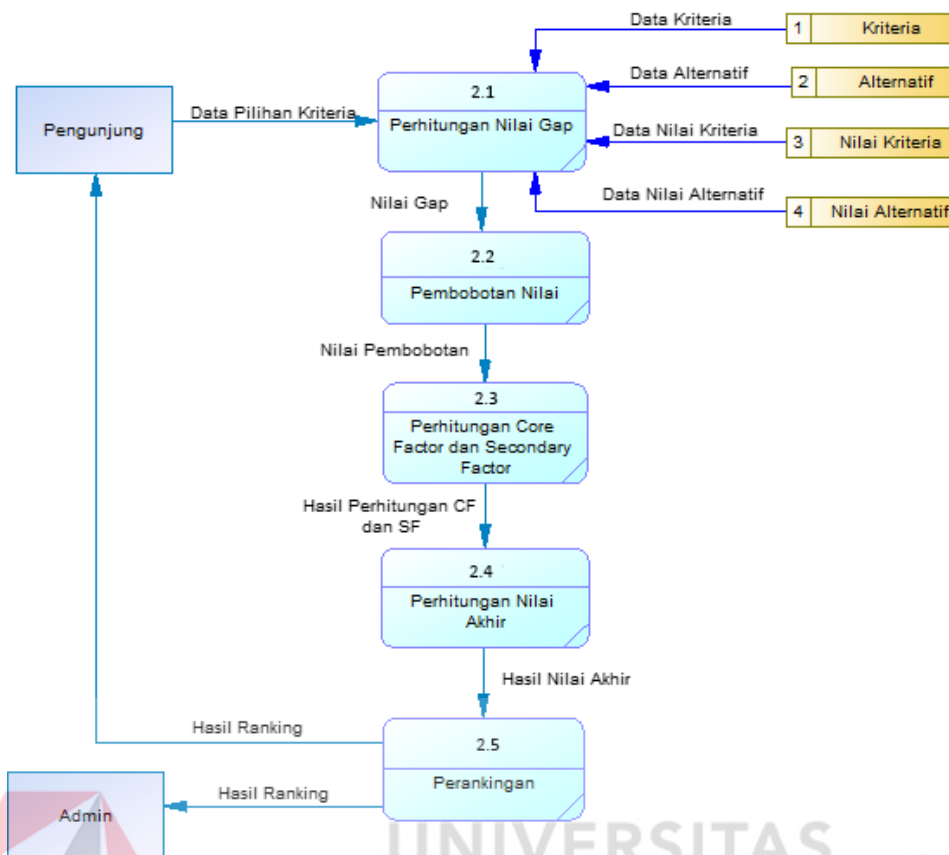 Data Kriteria
1 Kriteria
Data Alternatif
2 Alternatif
2.1
Perhitungan Nilai Gap
Pengunjung
Data Pilihan Kriteria
Data Nilai Kriteria
3 Nilai Kriteria
Data Nilai Alternatif
4 Nilai Alternatif
Nilai Gap
2.2
Pembobotan Nilai
Nilai Pembobotan
2.3
Perhitungan Core
Factor dan Secondary
Factor
Hasil Perhitungan CF
dan SF
2.4
Perhitungan Nilai
Akhir
Hasil Nilai Akhir
Hasil Ranking
2.5
Perankingan
Hasil Ranking
Admin
UNIVERSITAS